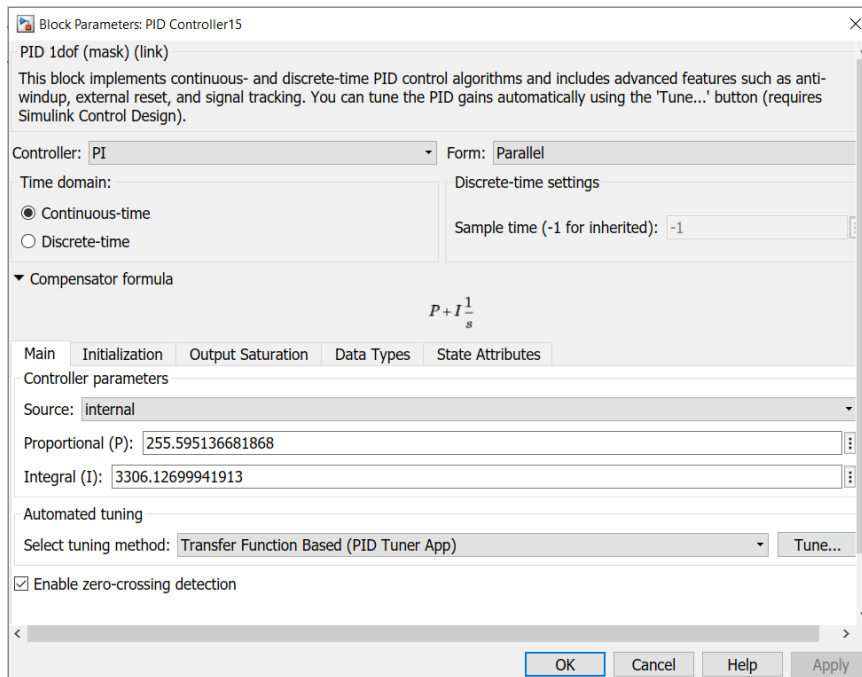 Block Parameters: PID Controller15
PID 1dof (mask) (link)
This block implements continuous- and discrete-time PID control algorithms and includes advanced features such as anti-
windup, external reset, and signal tracking. You can tune the PID gains automatically using the 'Tune...' button (requires
Simulink Control Design).
Controller: PI Form: Parallel
Time domain: Discrete-time settings
Continuous-time
Sample time (-1 for inherited): -1
Discrete-time
Compensator formula
P+I1/s
Main Initialization Output Saturation Data Types State Attributes
Controller parameters
Source: internal
Proportional (P): 255.595136681868
Integral (I): 3306.12699941913
Automated tuning
Select tuning method: Transfer Function Based (PID Tuner App) Tune...
Enable zero-crossing detection
OK Cancel Help Apply